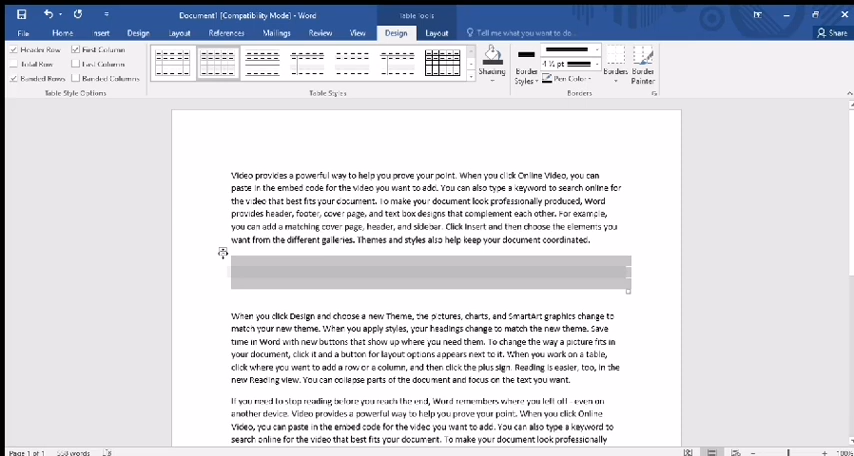 Document1 [Compatibility Mode] - Word
Table Tools
File Home Insert Design Layout References Mailings Review View Design Layout Tell me what you want to do... Share
Header Row First Column
Total Row Last Column
Banded Rows Banded Columns
Table Style Options
Table Styles
Shading
Border Styles
4 ½ pt
Pen Color
Borders
Border Painter
Borders
Video provides a powerful way to help you prove your point. When you click Online Video, you can
paste in the embed code for the video you want to add. You can also type a keyword to search online for
the video that best fits your document. To make your document look professionally produced, Word
provides header, footer, cover page, and text box designs that complement each other. For example,
you can add a matching cover page, header, and sidebar. Click Insert and then choose the elements you
want from the different galleries. Themes and styles also help keep your document coordinated.
When you click Design and choose a new Theme, the pictures, charts, and SmartArt graphics change to
match your new theme. When you apply styles, your headings change to match the new theme. Save
time in Word with new buttons that show up where you need them. To change the way a picture fits in
your document, click it and a button for layout options appears next to it. When you work on a table,
click where you want to add a row or a column, and then click the plus sign. Reading is easier, too, in the
new Reading view. You can collapse parts of the document and focus on the text you want.
If you need to stop reading before you reach the end, Word remembers where you left off - even on
another device. Video provides a powerful way to help you prove your point. When you click Online
Video, you can paste in the embed code for the video you want to add. You can also type a keyword to
search online for the video that best fits your document. To make your document look professionally
Page 1 of 1 words 100%